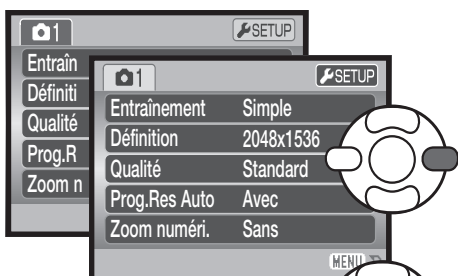 1 SETUP
Entraîn
Définiti
Qualité
Prog.R
Zoom n
1 SETUP
Entraînement Simple
Définition 2048x1536
Qualité Standard
Prog.Res Auto Avec
Zoom numéri. Sans
MENU